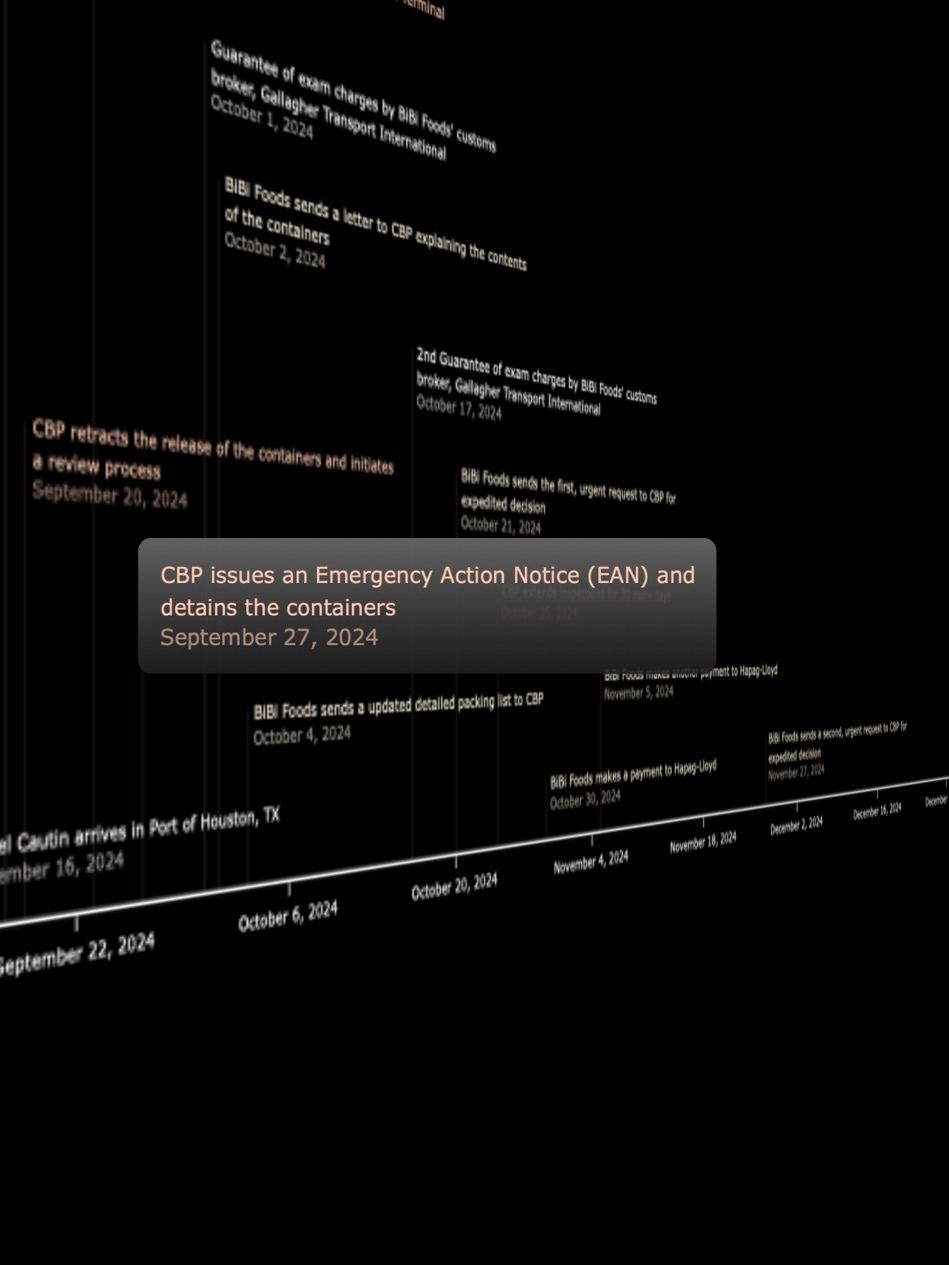 erminal
Guarantee of exam charges by BiBi Foods' customs
broker, Gallagher Transport International
October 1, 2024
BiBi Foods sends a letter to CBP explaining the contents
of the containers
October 2, 2024
2nd Guarantee of exam charges by BiBi Foods' customs
broker, Gallagher Transport International
October 17, 2024
CBP retracts the release of the containers and initiates
a review process
September 20, 2024
BiBi Foods sends the first, urgent request to CBP for
expedited decision
October 21, 2024
CBP issues an Emergency Action Notice (EAN) and
detains the containers
September 27, 2024
CBP extends inspections for 30 more days
October 25, 2024
BiBi Foods makes another payment to Hapag-Lloyd
November 5, 2024
BiBi Foods sends a updated detailed packing list to CBP
October 4, 2024
BiBi Foods sends a second, urgent request to CBP for
expedited decision
November 27, 2024
BiBi Foods makes a payment to Hapag-Lloyd
October 30, 2024
el Cautin arrives in Port of Houston, TX
ember 16, 2024
September 22, 2024
October 6, 2024
October 20, 2024
November 4, 2024
November 18, 2024
December 2, 2024
December 16, 2024
December